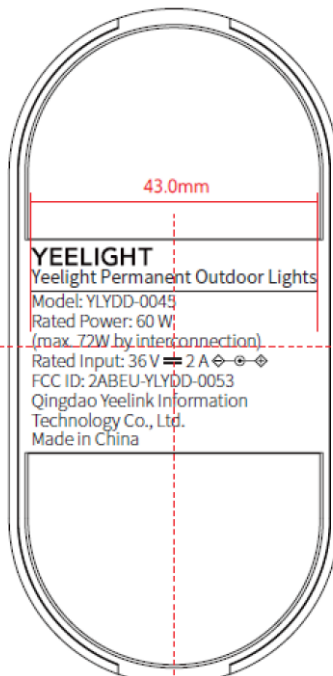 43.0mm
YEELIGHT
Yeelight Permanent Outdoor Lights
Model: YLYDD-0045
Rated Power: 60 W
(max. 72W by interconnection)
Rated Input: 36 V ⎓ 2 A
FCC ID: 2ABEU-YLYDD-0053
Qingdao Yeelink Information
Technology Co., Ltd.
Made in China